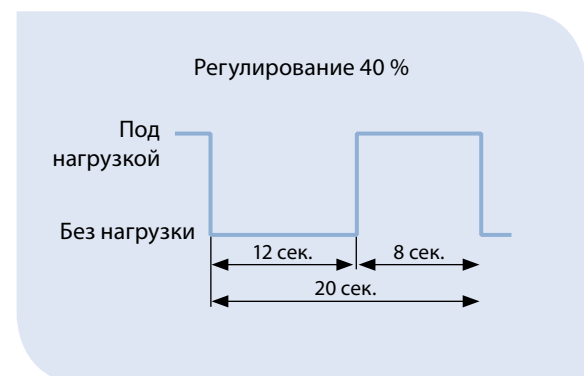 Регулирование 40 %
Под
нагрузкой
Без нагрузки
12 сек.
8 сек.
20 сек.